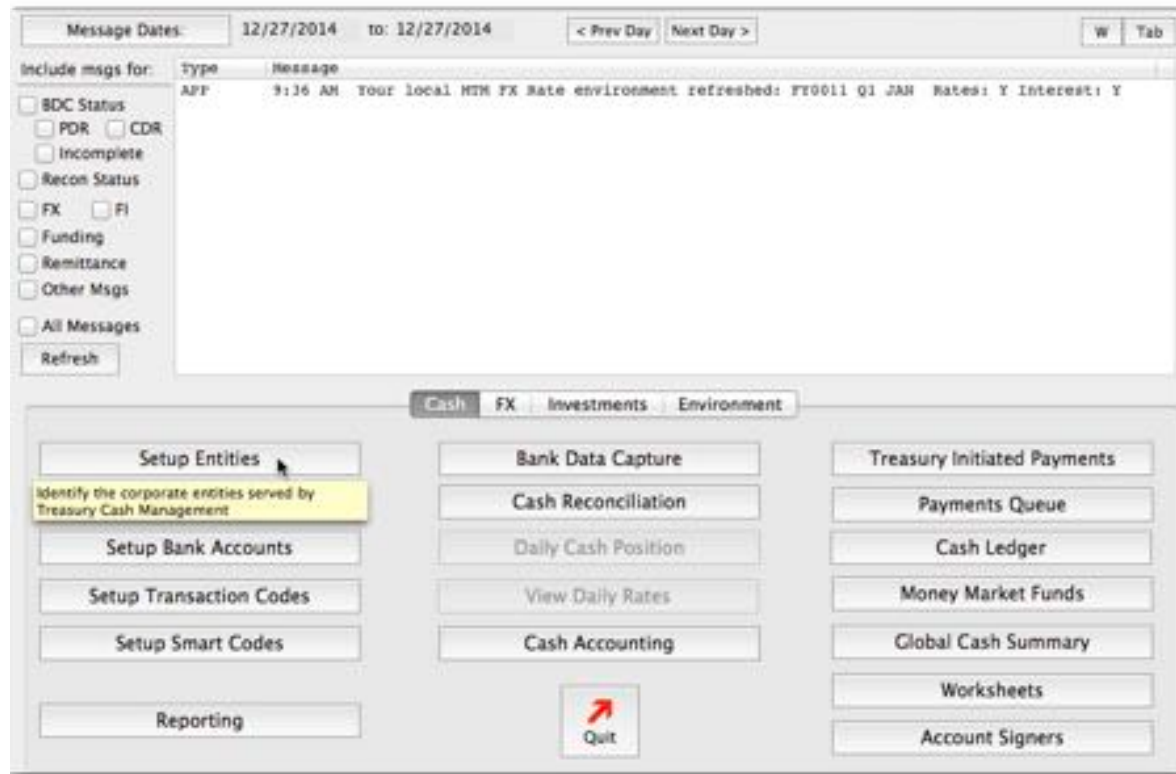 Message Dates: 12/27/2014 to: 12/27/2014 < Prev Day Next Day > W Tab
Include msgs for: Type Message
APP 9:36 AM Your local MTM FX Rate environment refreshed: FY0011 Q1 JAN Rates: Y Interest: Y
BDC Status
PDR CDR
Incomplete
Recon Status
FX FI
Funding
Remittance
Other Msgs
All Messages
Refresh
Cash FX Investments Environment
Setup Entities Bank Data Capture Treasury Initiated Payments
Identify the corporate entities served by
Treasury Cash Management
Cash Reconciliation Payments Queue
Setup Bank Accounts Daily Cash Position Cash Ledger
Setup Transaction Codes View Daily Rates Money Market Funds
Setup Smart Codes Cash Accounting Global Cash Summary
Worksheets
Reporting Quit Account Signers